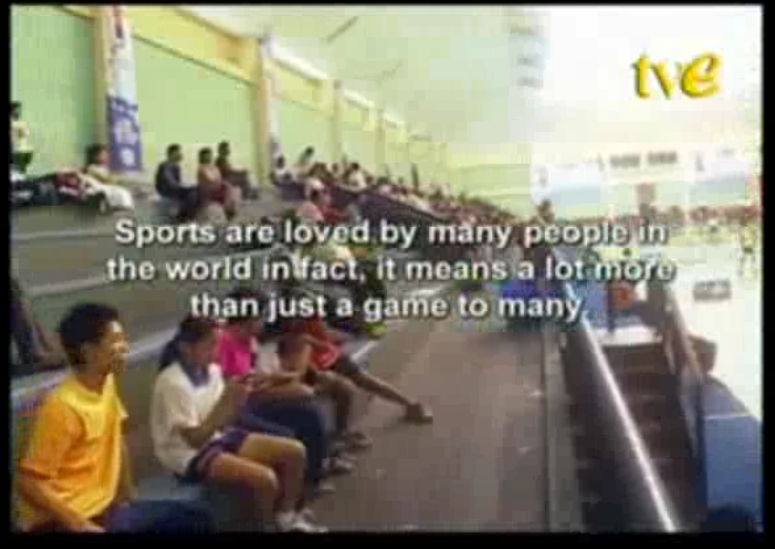 tve
Sports are loved by many people in
the world in fact, it means a lot more
than just a game to many.